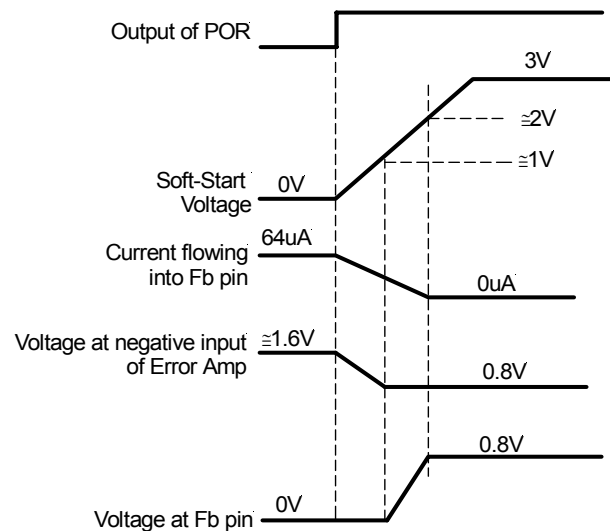 Output of POR
3V
≅2V
≅1V
Soft-Start
Voltage
0V
64uA
Current flowing
into Fb pin
0uA
Voltage at negative input
of Error Amp
≅1.6V
0.8V
0.8V
Voltage at Fb pin
0V